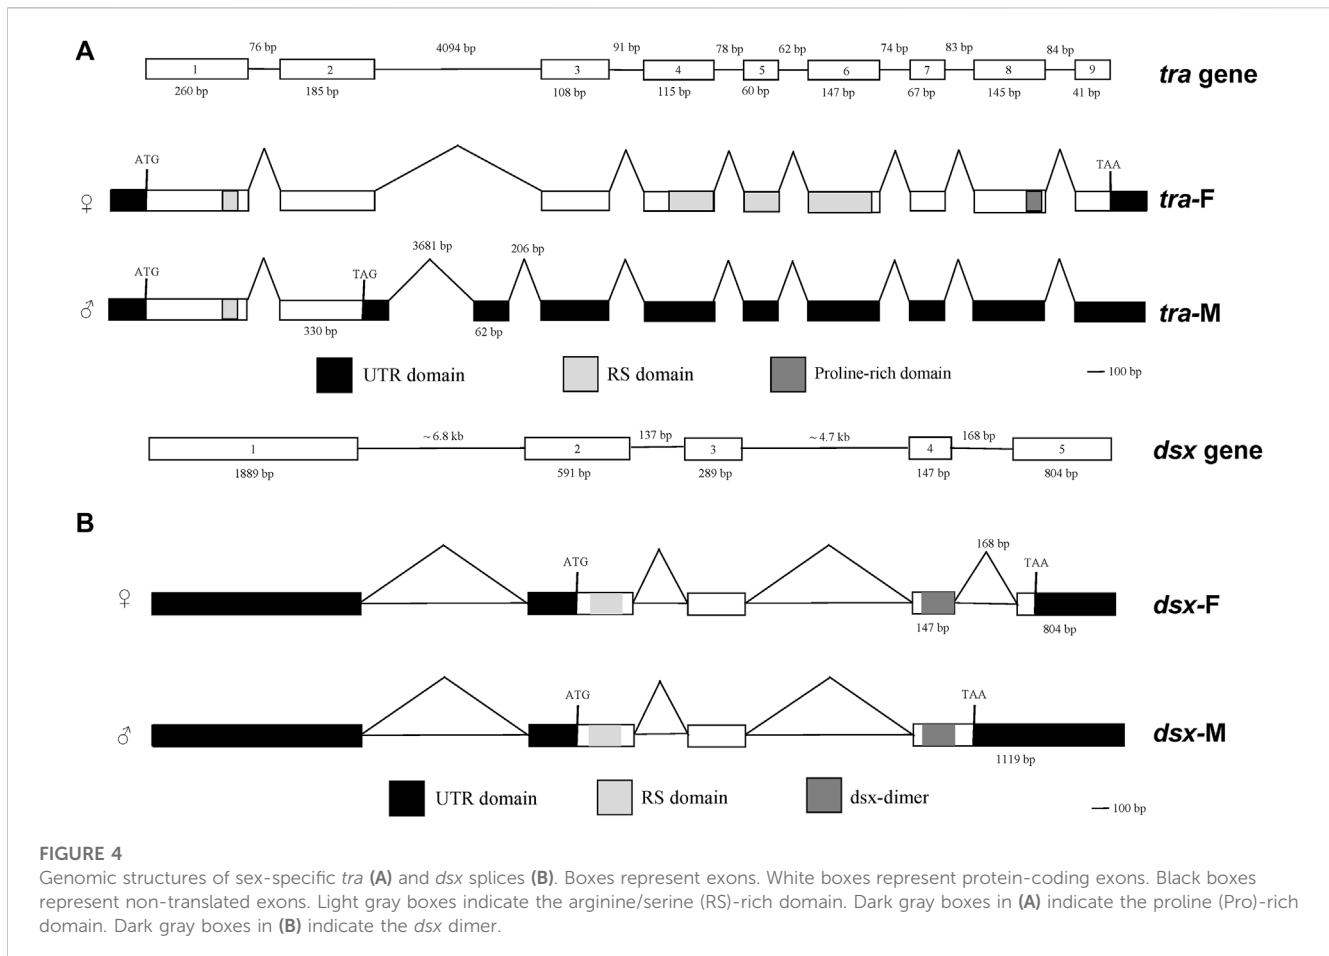 A
76 bp 4094 bp 91 bp 78 bp 62 bp 74 bp 83 bp 84 bp
1 2 3 4 5 6 7 8 9 tra gene
260 bp 185 bp 108 bp 115 bp 60 bp 147 bp 67 bp 145 bp 41 bp
ATG TAA
♀ tra-F
3681 bp 206 bp
ATG TAG
♂ tra-M
330 bp 62 bp
UTR domain RS domain Proline-rich domain 100 bp
~ 6.8 kb 137 bp ~ 4.7 kb 168 bp
1 2 3 4 5 dsx gene
1889 bp 591 bp 289 bp 147 bp 804 bp
B
168 bp
ATG TAA
♀ dsx-F
147 bp 804 bp
ATG TAA
♂ dsx-M
1119 bp
UTR domain RS domain dsx-dimer 100 bp
FIGURE 4
Genomic structures of sex-specific tra (A) and dsx splices (B). Boxes represent exons. White boxes represent protein-coding exons. Black boxes
represent non-translated exons. Light gray boxes indicate the arginine/serine (RS)-rich domain. Dark gray boxes in (A) indicate the proline (Pro)-rich
domain. Dark gray boxes in (B) indicate the dsx dimer.